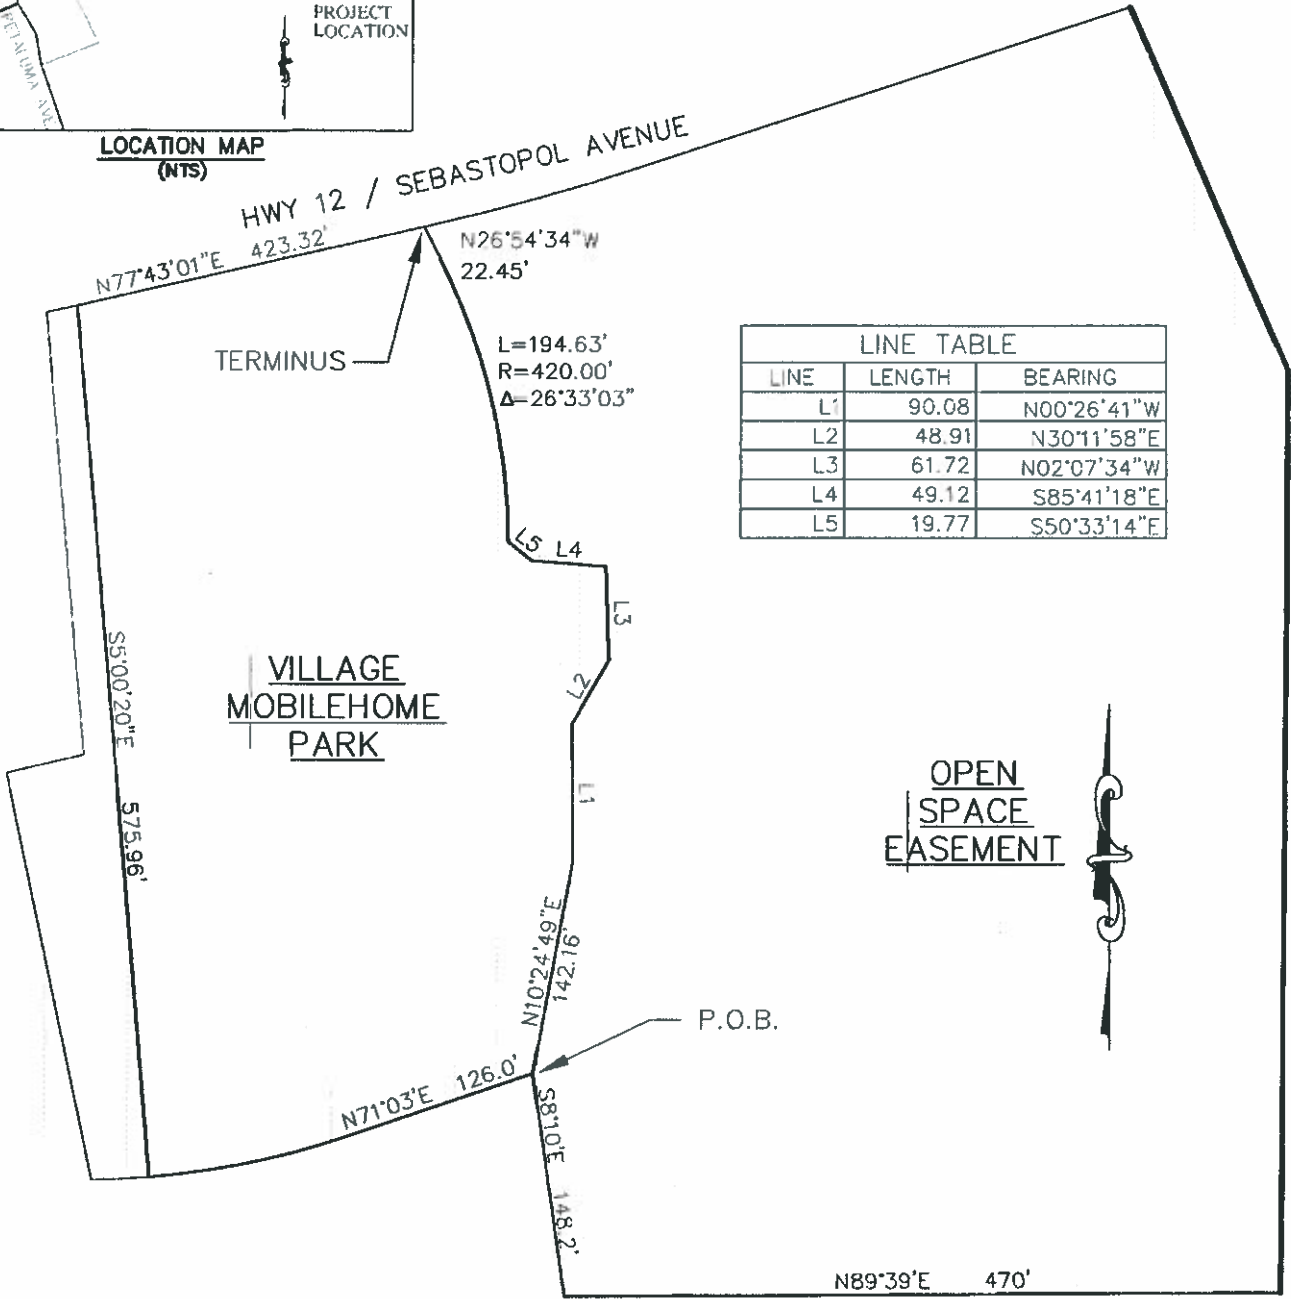 PROJECT
LOCATION
PETALUMA AVE.
LOCATION MAP
(NTS)
HWY 12 / SEBASTOPOL AVENUE
N77°43'01"E 423.32'
N26°54'34"W
22.45'
TERMINUS
L=194.63'
R=420.00'
Δ=26°33'03"
LINE TABLE
LINE LENGTH BEARING
L1 90.08 N00°26'41"W
L2 48.91 N30°11'58"E
L3 61.72 N02°07'34"W
L4 49.12 S85°41'18"E
L5 19.77 S50°33'14"E
L5 L4
L3
L2
L1
S5°00'20"E 575.96'
VILLAGE
MOBILEHOME
PARK
OPEN
SPACE
EASEMENT
N10°24'49"E
142.16'
P.O.B.
N71°03'E 126.0'
S8°10'E 148.2'
N89°39'E 470'